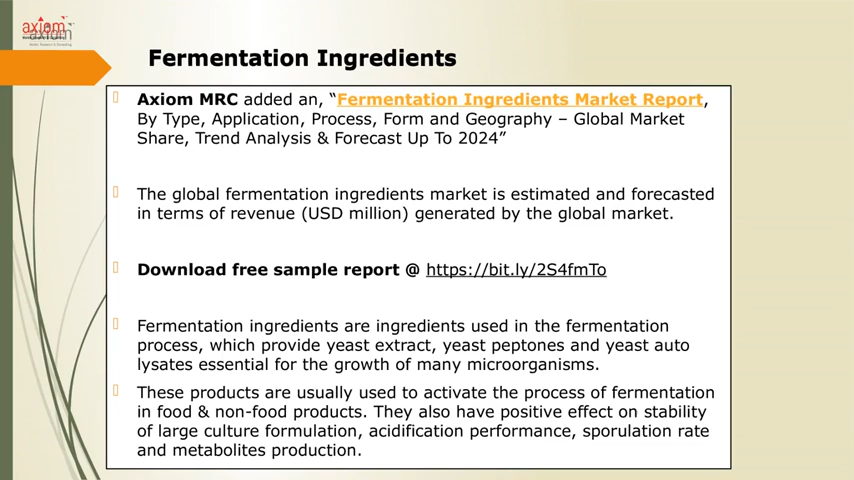 axiom
Fermentation Ingredients
Axiom MRC added an, “Fermentation Ingredients Market Report,
By Type, Application, Process, Form and Geography – Global Market
Share, Trend Analysis & Forecast Up To 2024”
The global fermentation ingredients market is estimated and forecasted
in terms of revenue (USD million) generated by the global market.
Download free sample report @ https://bit.ly/2S4fmTo
Fermentation ingredients are ingredients used in the fermentation
process, which provide yeast extract, yeast peptones and yeast auto
lysates essential for the growth of many microorganisms.
These products are usually used to activate the process of fermentation
in food & non-food products. They also have positive effect on stability
of large culture formulation, acidification performance, sporulation rate
and metabolites production.